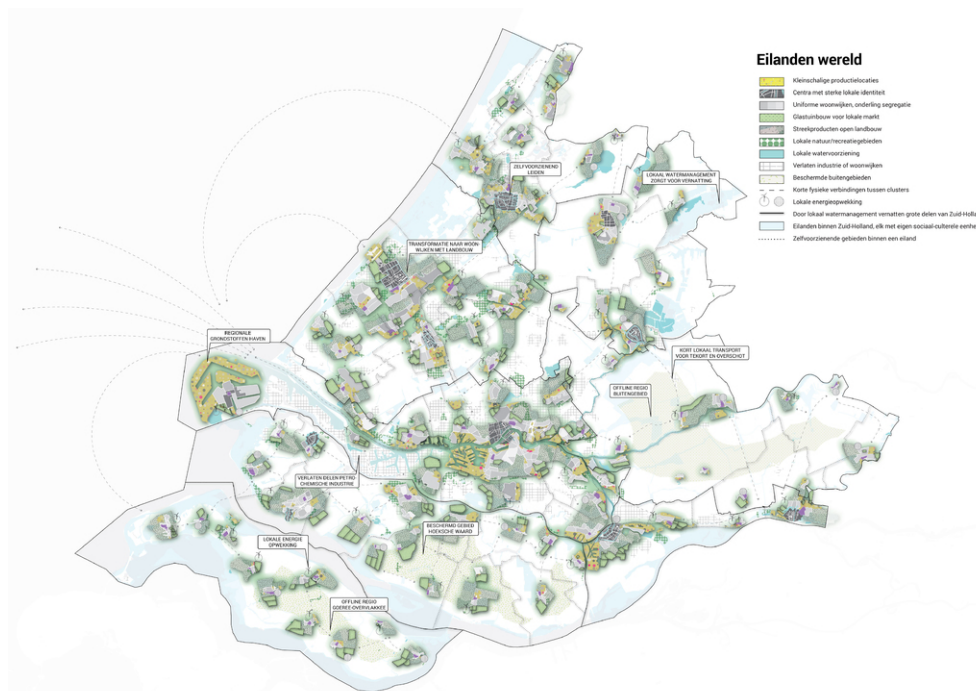 Eilanden wereld
Kleinschalige productielocaties
Centra met sterke lokale identiteit
Uniforme woonwijken, onderling segregatie
Glastuinbouw voor lokale markt
Streekproducten open landbouw
Lokale natuur/recreatiegebieden
Lokale watervoorziening
Verlaten industrie of woonwijken
Beschermde buitengebieden
Korte fysieke verbindingen tussen clusters
Lokale energieopwekking
Door lokaal watermanagement vernatten grote delen van Zuid-Holla
Eilanden binnen Zuid-Holland, elk met eigen sociaal-culturele eenhe
Zelfvoorzienende gebieden binnen een eiland
ZELFVOORZIENEND
LEIDEN
LOKAAL WATERMANAGEMENT
ZORGT VOOR VERNATTING
TRANSFORMATIE NAAR WOON-
WIJKEN MET LANDBOUW
REGIONALE
GRONDSTOFFEN HAVEN
KORT LOKAAL TRANSPORT
VOOR TEKORT EN OVERSCHOT
OFFLINE REGIO
BUITENGEBIED
VERLATEN DELEN PETRO
CHEMISCHE INDUSTRIE
BESCHERMD GEBIED
HOEKSCHE WAARD
LOKALE ENERGIE
OPWEKKING
OFFLINE REGIO
GOEREE-OVERVLAKKEE